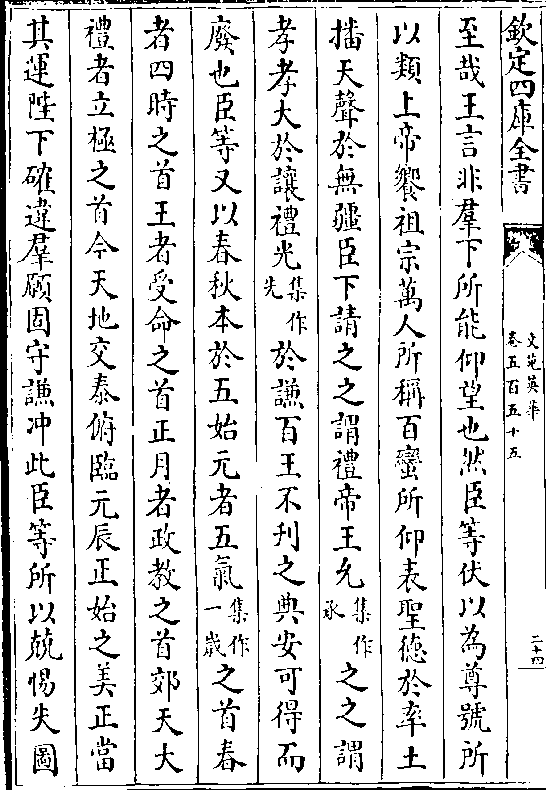 欽定四庫全書
文苑英華
卷五百五十五
二十四
至哉王言非羣下所能仰望也然臣等伏以為尊號所
以類上帝饗祖宗萬人所稱百蠻所仰表聖德於率土
播天聲於無疆臣下請之之謂禮帝王允集作承之之謂
孝孝大於讓禮光集作先於謙百王不刋之典安可得而
廢也臣等又以春秋本於五始元者五氣集作一歲之首春
者四時之首王者受命之首正月者政教之首郊天大
禮者立極之首今天地交泰俯臨元辰正始之美正當
其運陛下確違羣願固守謙冲此臣等所以兢惕失圖